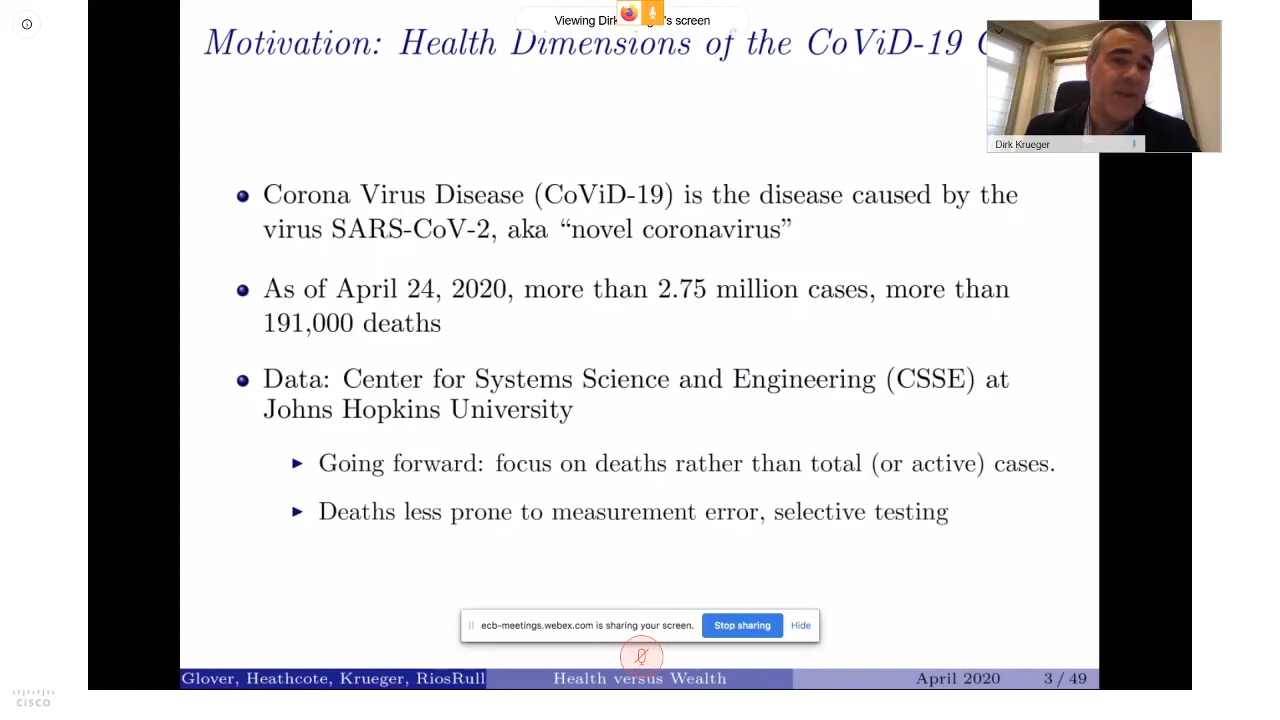 Viewing Dirk 's screen
Motivation: Health Dimensions of the CoViD-19
Dirk Krueger
Corona Virus Disease (CoViD-19) is the disease caused by the
virus SARS-CoV-2, aka “novel coronavirus”
As of April 24, 2020, more than 2.75 million cases, more than
191,000 deaths
Data: Center for Systems Science and Engineering (CSSE) at
Johns Hopkins University
Going forward: focus on deaths rather than total (or active) cases.
Deaths less prone to measurement error, selective testing
ecb-meetings.webex.com is sharing your screen. Stop sharing Hide
Glover, Heathcote, Krueger, RiosRull Health versus Wealth April 2020 3 / 49
CISCO